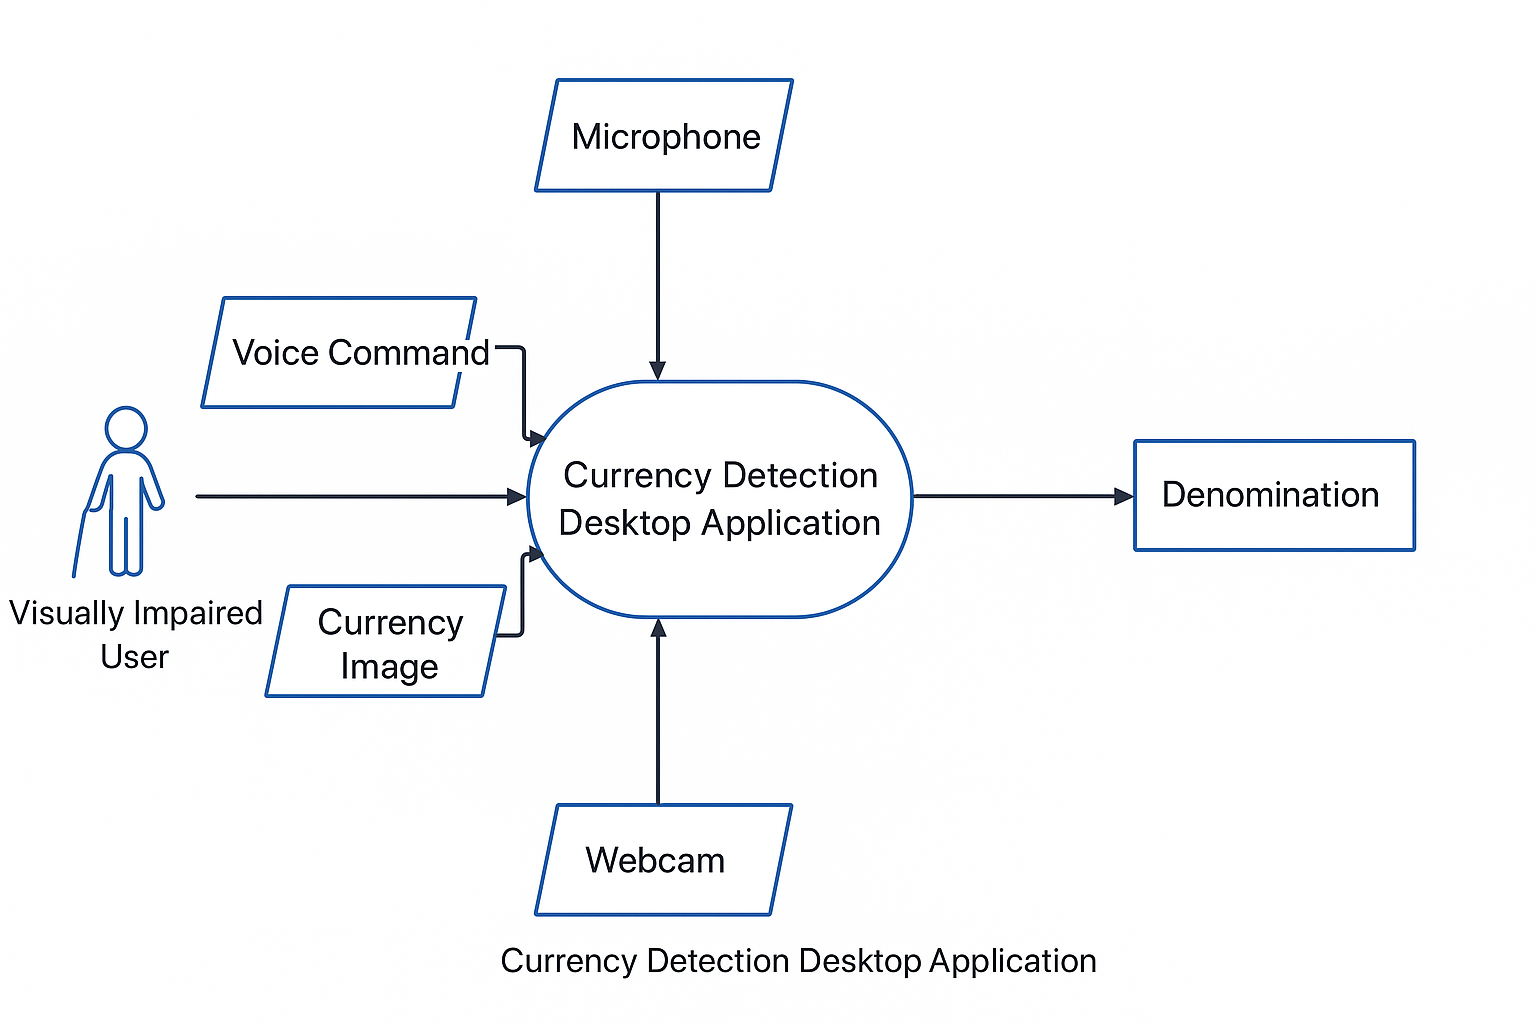 Microphone
Voice Command
Currency Detection
Desktop Application
Denomination
Visually Impaired
User
Currency
Image
Webcam
Currency Detection Desktop Application